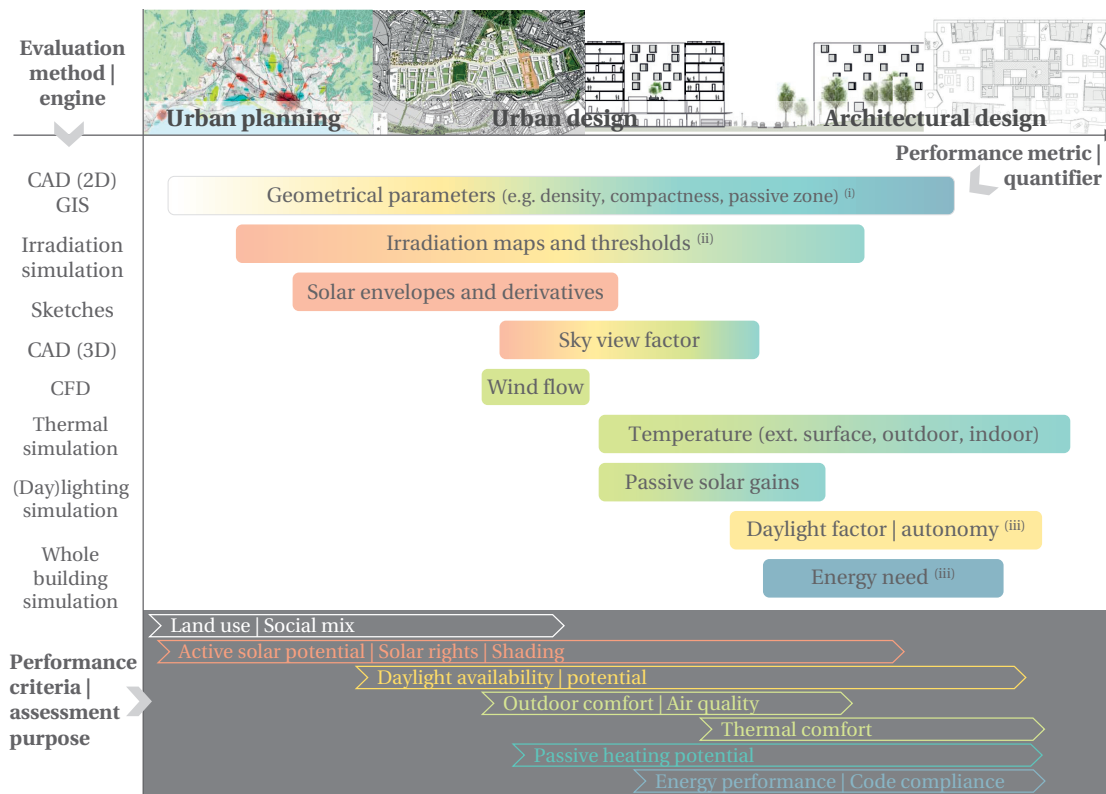 Evaluation
method |
engine
Urban planning
Urban design
Architectural design
Performance metric |
quantifier
CAD (2D)
GIS
Irradiation
simulation
Sketches
CAD (3D)
CFD
Thermal
simulation
(Day)lighting
simulation
Whole
building
simulation
Geometrical parameters (e.g. density, compactness, passive zone) (i)
Irradiation maps and thresholds (ii)
Solar envelopes and derivatives
Sky view factor
Wind flow
Temperature (ext. surface, outdoor, indoor)
Passive solar gains
Daylight factor | autonomy (iii)
Energy need (iii)
Performance
criteria |
assessment
purpose
Land use | Social mix
Active solar potential | Solar rights | Shading
Daylight availability | potential
Outdoor comfort | Air quality
Thermal comfort
Passive heating potential
Energy performance | Code compliance